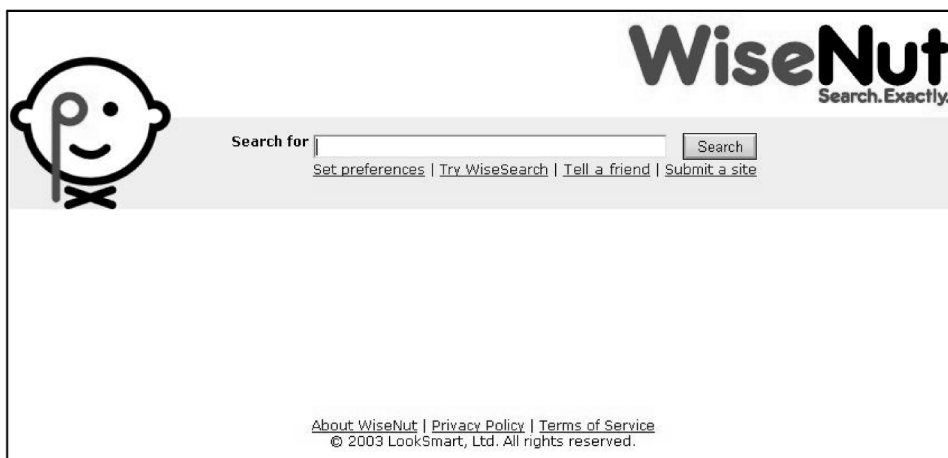 WiseNut
Search.Exactly.
Search for Search
Set preferences | Try WiseSearch | Tell a friend | Submit a site
About WiseNut | Privacy Policy | Terms of Service
© 2003 LookSmart, Ltd. All rights reserved.